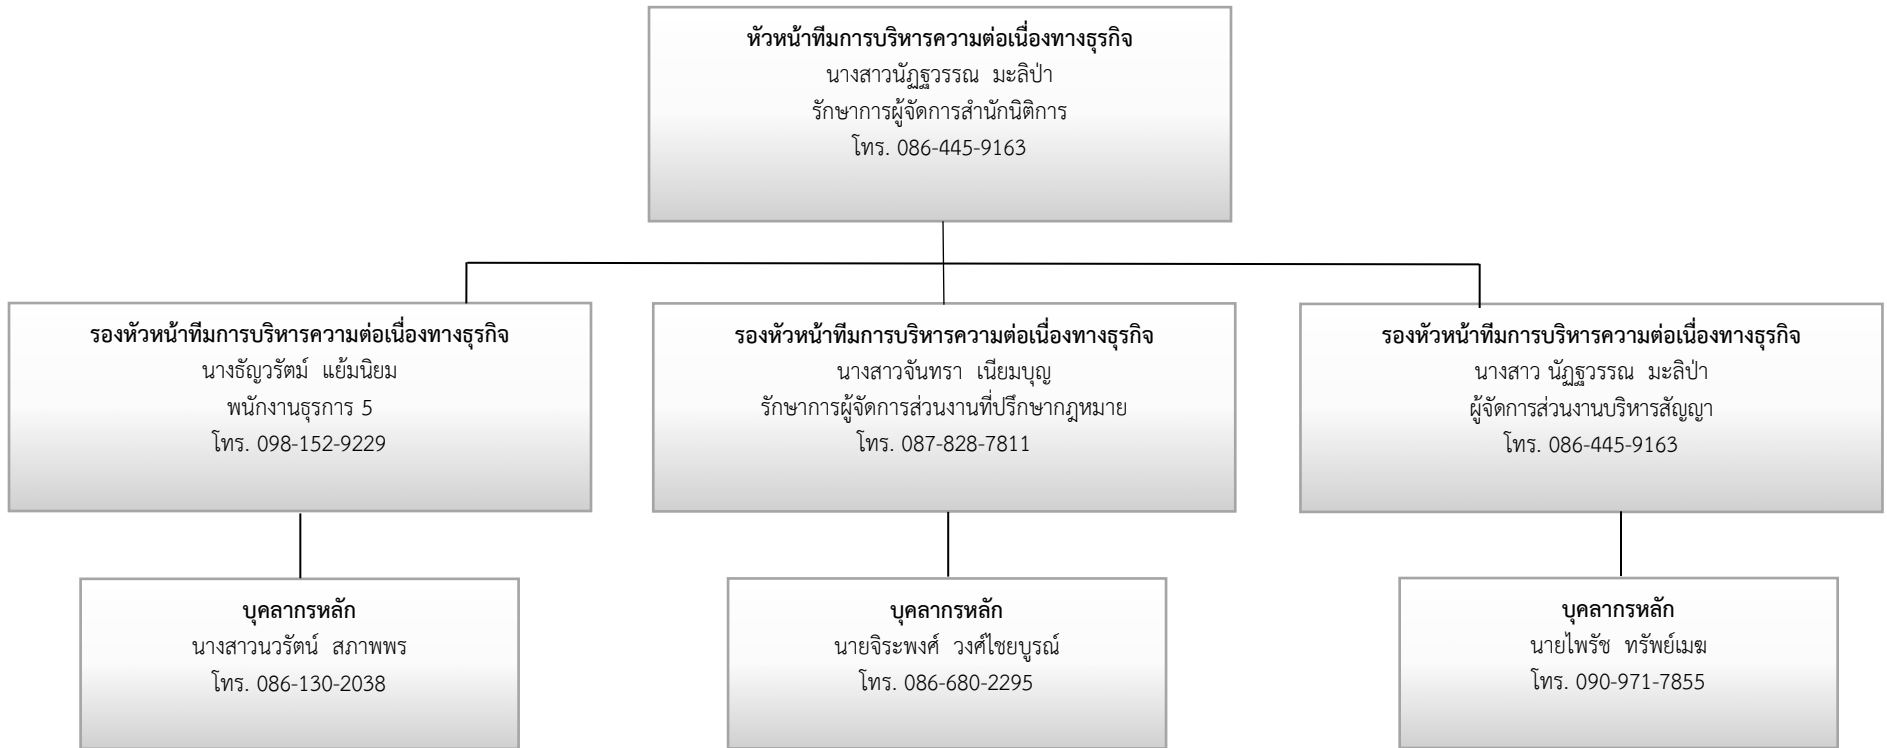 หัวหน้าทีมการบริหารความต่อเนื่องทางธุรกิจ
นางสาวนัฏฐวรรณ มะลิป่า
รักษาการผู้จัดการสำนักนิติการ
โทร. 086-445-9163
รองหัวหน้าทีมการบริหารความต่อเนื่องทางธุรกิจ
นางธัญวรัตม์ แย้มนิยม
พนักงานธุรการ 5
โทร. 098-152-9229
รองหัวหน้าทีมการบริหารความต่อเนื่องทางธุรกิจ
นางสาวจันทรา เนียมบุญ
รักษาการผู้จัดการส่วนงานที่ปรึกษากฎหมาย
โทร. 087-828-7811
รองหัวหน้าทีมการบริหารความต่อเนื่องทางธุรกิจ
นางสาว นัฏฐวรรณ มะลิป่า
ผู้จัดการส่วนงานบริหารสัญญา
โทร. 086-445-9163
บุคลากรหลัก
นางสาวนวรัตน์ สภาพพร
โทร. 086-130-2038
บุคลากรหลัก
นายจิระพงศ์ วงศ์ไชยบูรณ์
โทร. 086-680-2295
บุคลากรหลัก
นายไพรัช ทรัพย์เมฆ
โทร. 090-971-7855